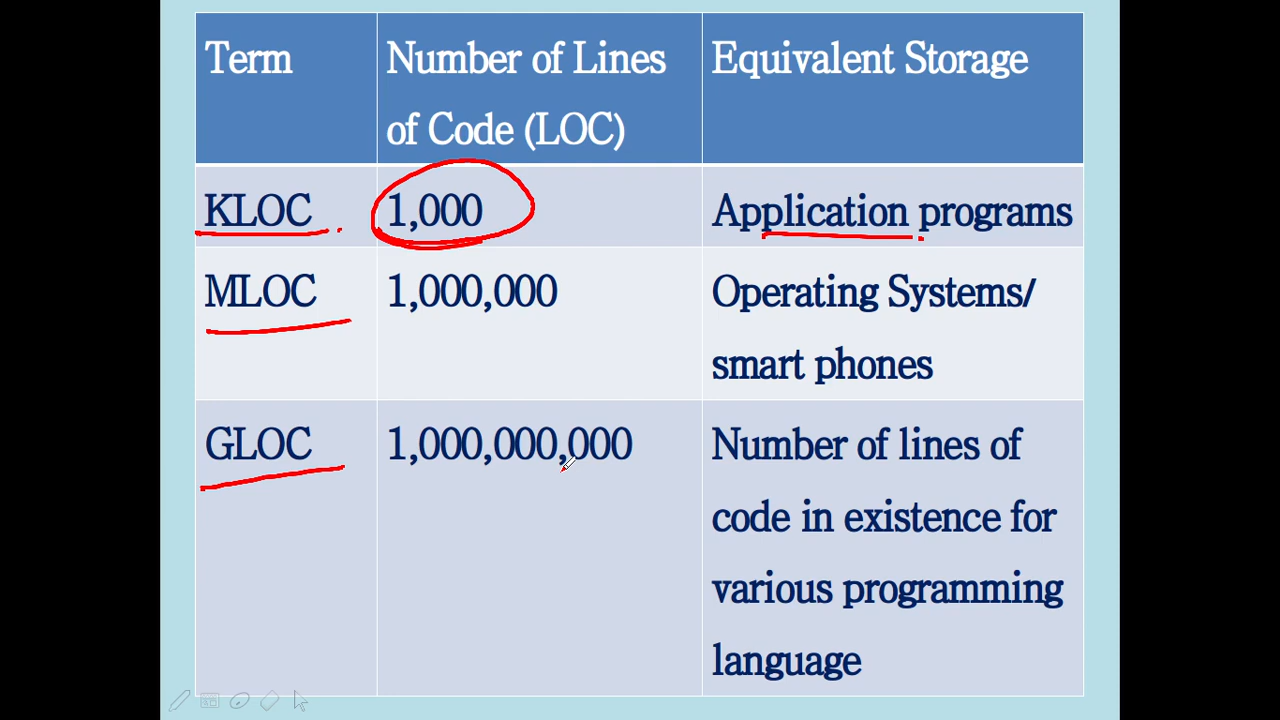 Term
Number of Lines
of Code (LOC)
Equivalent Storage
KLOC
1,000
Application programs
MLOC
1,000,000
Operating Systems/
smart phones
GLOC
1,000,000,000
Number of lines of
code in existence for
various programming
language